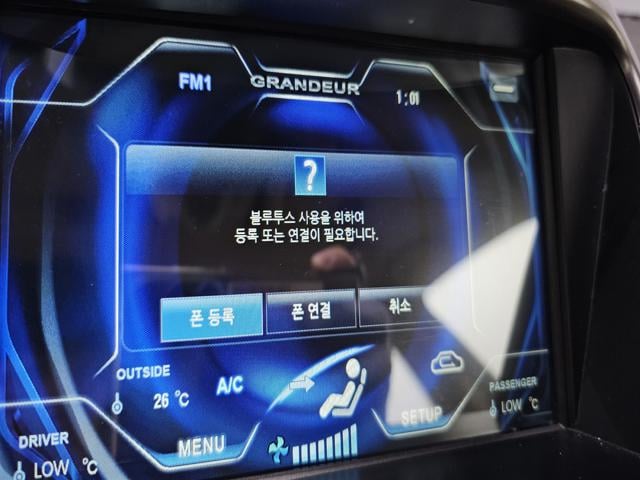 FM1
GRANDEUR
1:01
?
블루투스 사용을 위하여
등록 또는 연결이 필요합니다.
폰 등록
폰 연결
취소
OUTSIDE
26 °C
A/C
PASSENGER
LOW °C
SETUP
MENU
DRIVER
LOW °C